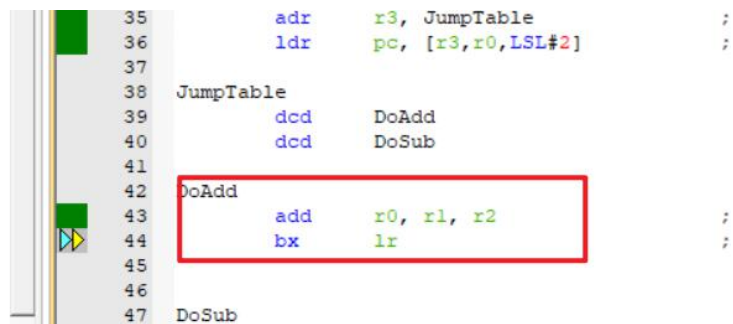 35 adr r3, JumpTable ;
36 ldr pc, [r3,r0,LSL#2] ;
37
38 JumpTable
39 dcd DoAdd
40 dcd DoSub
41
42 DoAdd
43 add r0, r1, r2 ;
44 bx lr ;
45
46
47 DoSub